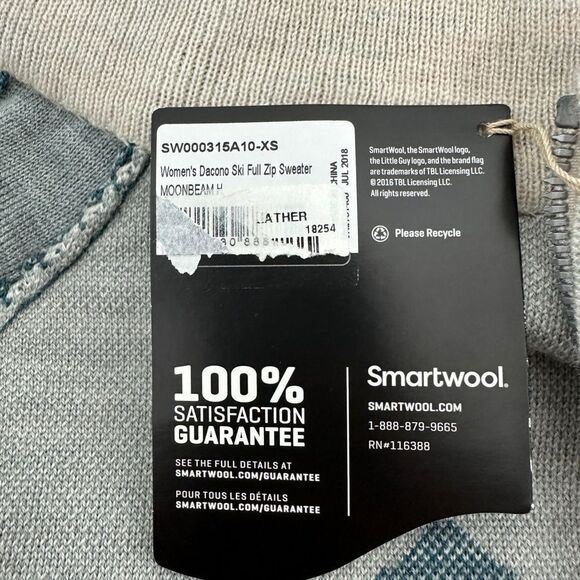 SW000315A10-XS
Women's Dacono Ski Full Zip Sweater
MOONBEAM H
EATHER
18254
CHINA
JUL 2018
SmartWool, the SmartWool logo,
the Little Guy logo, and the brand flag
are trademarks of TBL Licensing LLC.
© 2016 TBL Licensing LLC.
All rights reserved.
Please Recycle
100%
SATISFACTION
GUARANTEE
SEE THE FULL DETAILS AT
SMARTWOOL.COM/GUARANTEE
POUR TOUS LES DÉTAILS
SMARTWOOL.COM/GUARANTEE
Smartwool.
SMARTWOOL.COM
1-888-879-9665
RN#116388